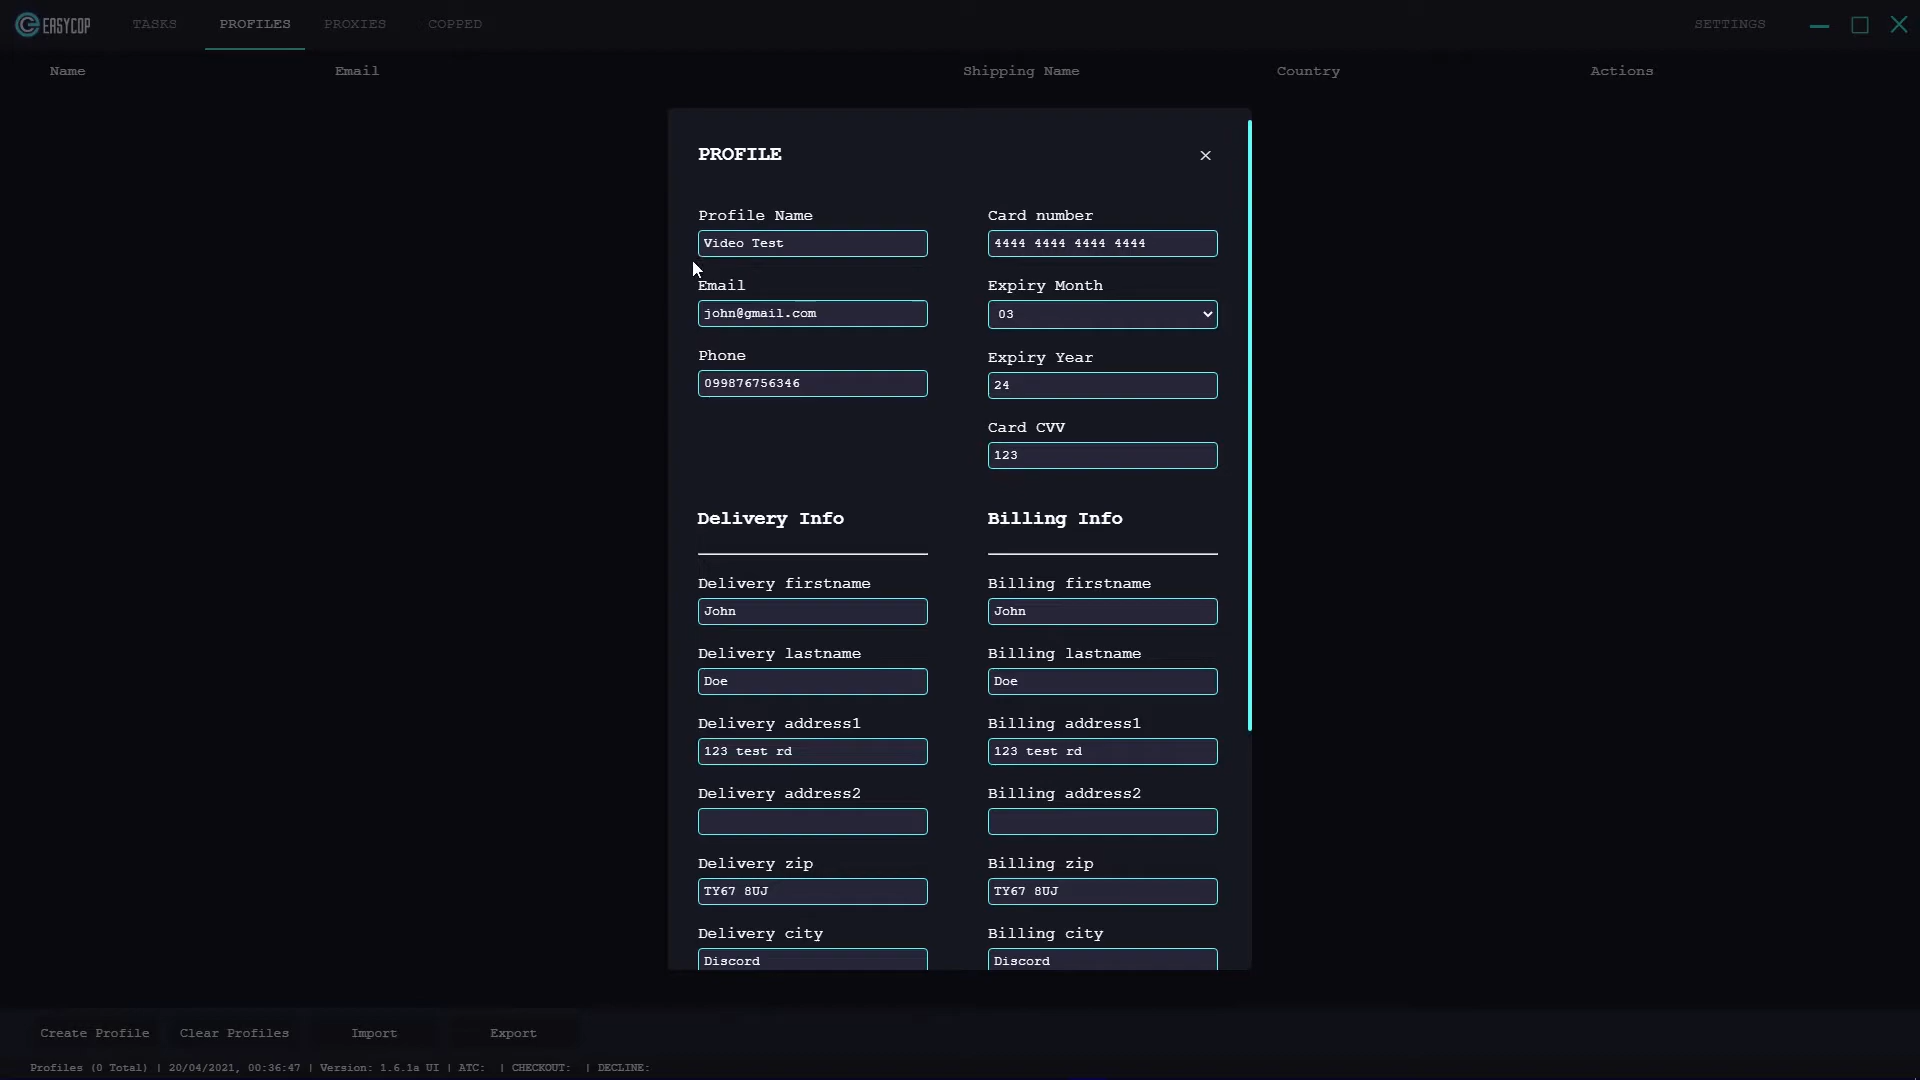 EASYCOP TASKS PROFILES PROXIES COPPED SETTINGS
Name Email Shipping Name Country Actions
PROFILE ×
Profile Name Card number
Video Test 4444 4444 4444 4444
Email Expiry Month
john@gmail.com 03
Phone Expiry Year
099876756346 24
Card CVV
123
Delivery Info Billing Info
Delivery firstname Billing firstname
John John
Delivery lastname Billing lastname
Doe Doe
Delivery address1 Billing address1
123 test rd 123 test rd
Delivery address2 Billing address2
Delivery zip Billing zip
TY67 8UJ TY67 8UJ
Delivery city Billing city
Discord Discord
Create Profile Clear Profiles Import Export
Profiles (0 Total) | 20/04/2021, 00:36:47 | Version: 1.6.1a UI | ATC: | CHECKOUT: | DECLINE: